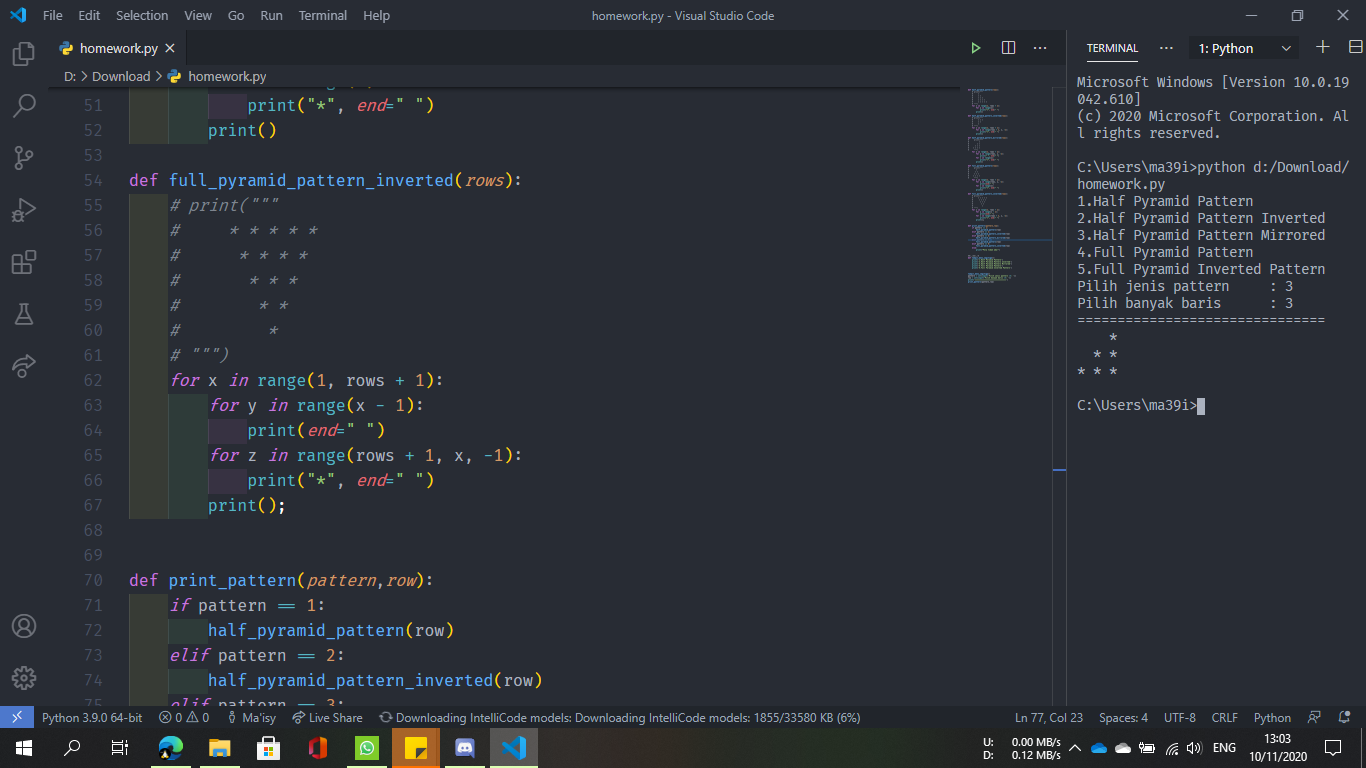 File Edit Selection View Go Run Terminal Help
homework.py - Visual Studio Code
homework.py
D: > Download > homework.py
51 print("*", end=" ")
52 print()
53
54 def full_pyramid_pattern_inverted(rows):
55 # print("""
56 # * * * * *
57 # * * * *
58 # * * *
59 # * *
60 # *
61 # """)
62 for x in range(1, rows + 1):
63 for y in range(x - 1):
64 print(end=" ")
65 for z in range(rows + 1, x, -1):
66 print("*", end=" ")
67 print();
68
69
70 def print_pattern(pattern,row):
71 if pattern == 1:
72 half_pyramid_pattern(row)
73 elif pattern == 2:
74 half_pyramid_pattern_inverted(row)
75 elif pattern == 3:
TERMINAL
1: Python
Microsoft Windows [Version 10.0.19
042.610]
(c) 2020 Microsoft Corporation. Al
l rights reserved.
C:\Users\ma39i>python d:/Download/
homework.py
1.Half Pyramid Pattern
2.Half Pyramid Pattern Inverted
3.Half Pyramid Pattern Mirrored
4.Full Pyramid Pattern
5.Full Pyramid Inverted Pattern
Pilih jenis pattern     : 3
Pilih banyak baris      : 3
===============================
    *
  * *
* * *
C:\Users\ma39i>
Python 3.9.0 64-bit 0 0 Ma'isy Live Share Downloading IntelliCode models: Downloading IntelliCode models: 1855/33580 KB (6%) Ln 77, Col 23 Spaces: 4 UTF-8 CRLF Python
U: 0.00 MB/s
D: 0.12 MB/s
ENG
13:03
10/11/2020